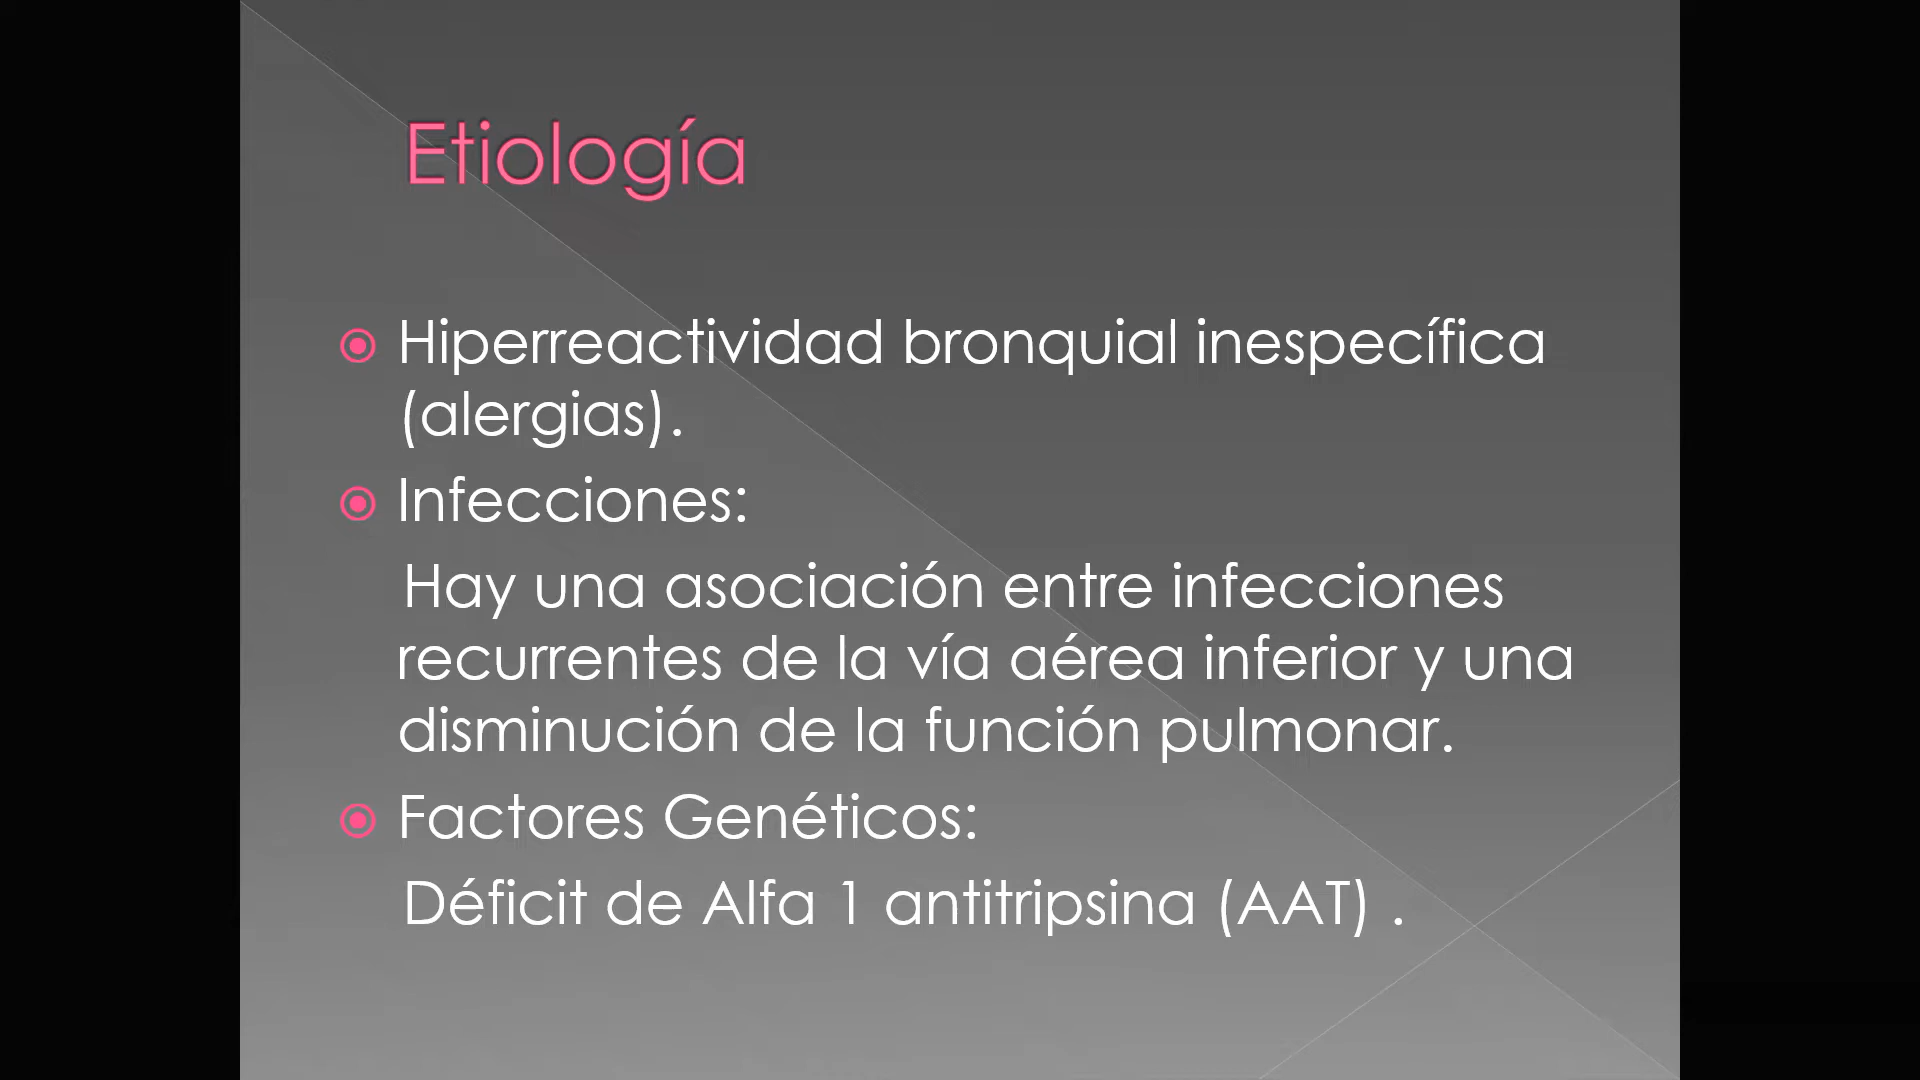 Etiología
Hiperreactividad bronquial inespecífica
(alergias).
Infecciones:
Hay una asociación entre infecciones
recurrentes de la vía aérea inferior y una
disminución de la función pulmonar.
Factores Genéticos:
Déficit de Alfa 1 antitripsina (AAT) .